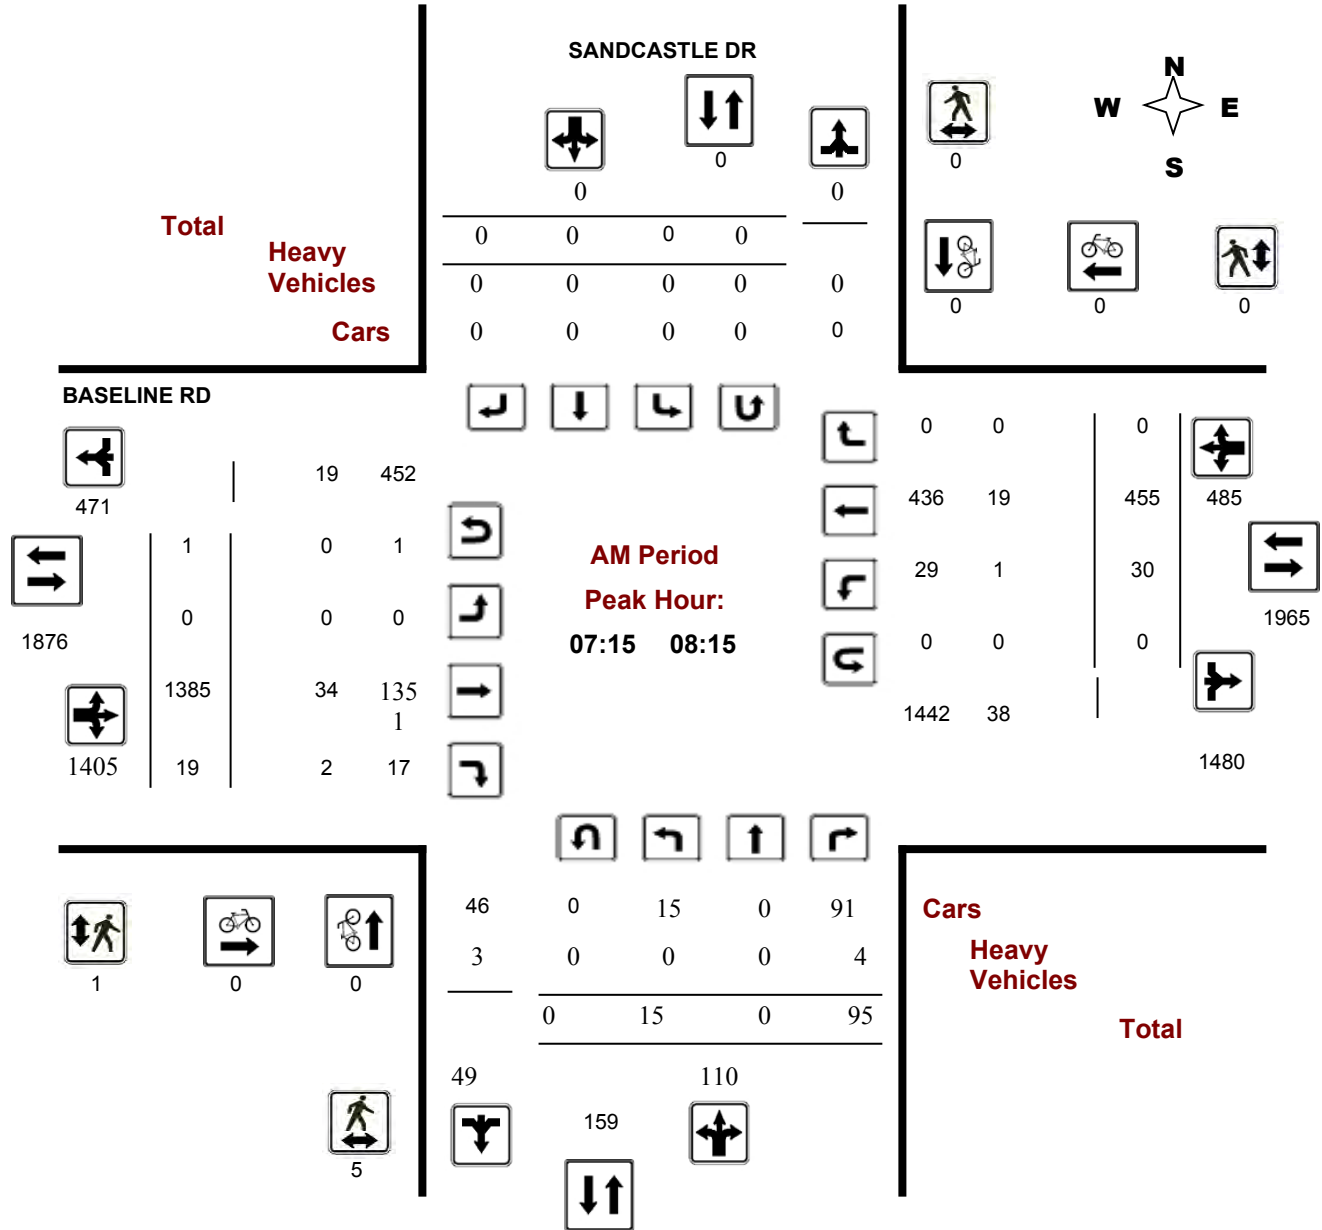 SANDCASTLE DR
N
W E
S
0
0
0 0
Total 0 0 0 0
Heavy
Vehicles 0 0 0 0 0
Cars 0 0 0 0 0
0 0 0
BASELINE RD
0 0 0
19 452
471
436 19 455 485
1 0 1
AM Period
29 1 30
Peak Hour:
0 0 0
1876
07:15 08:15
0 0 0
1965
1385 34 135
1
1442 38
1405 19 2 17
1480
46 0 15 0 91 Cars
3 0 0 0 4 Heavy
Vehicles
1 0 0
0 15 0 95 Total
49 110
159
5